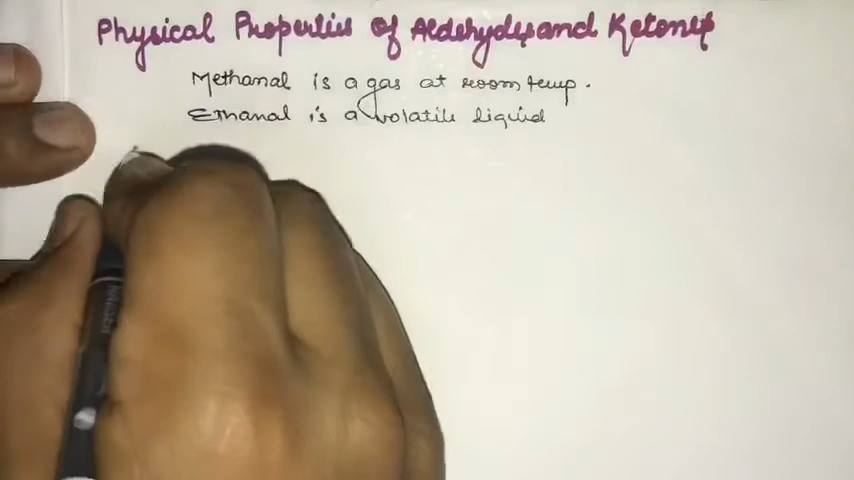 Physical Properties of Aldehydes and Ketones
Methanal is a gas at room temp.
Ethanal is a volatile liquid